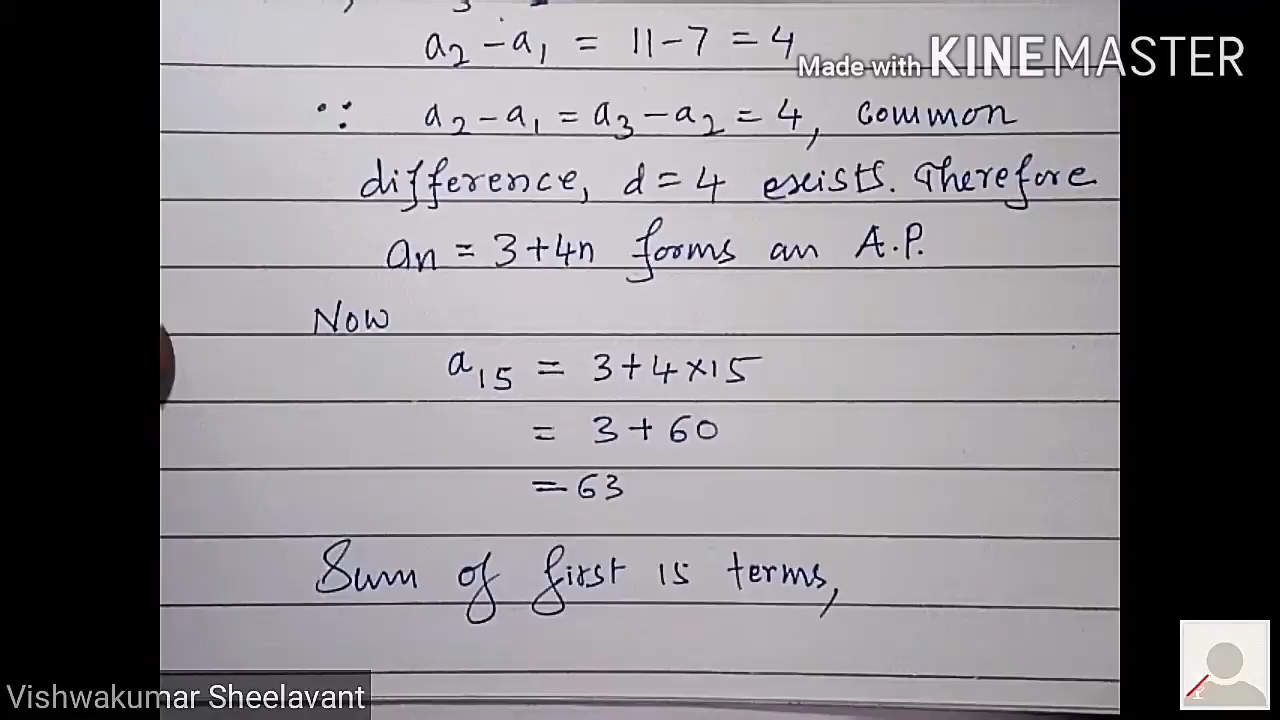 a2 - a1 = 11 - 7 = 4
Made with KINEMASTER
∵ a2 - a1 = a3 - a2 = 4, common
difference, d = 4 exists. Therefore
an = 3 + 4n forms an A.P.
Now
a15 = 3 + 4 × 15
= 3 + 60
= 63
Sum of first 15 terms,
Vishwakumar Sheelavant